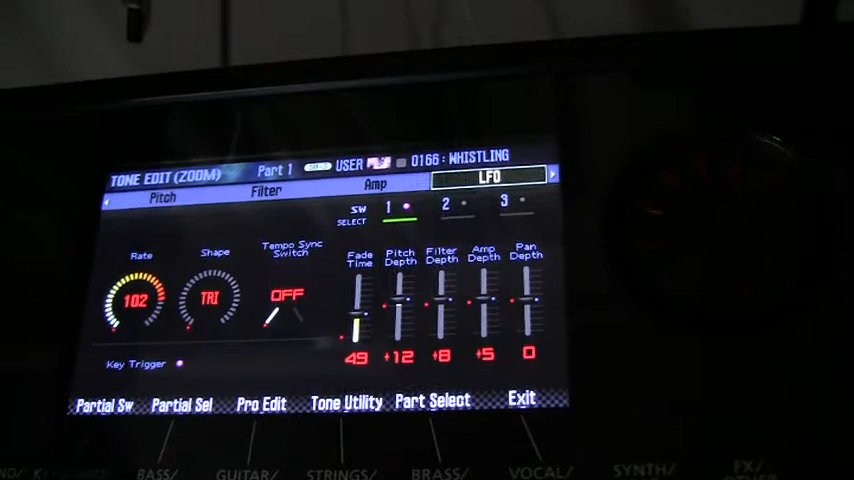 TONE EDIT(ZOOM) Part 1 USER 0166:WHISTLING
Pitch Filter Amp LFO
SW 1 2 3
SELECT
Rate Shape Tempo Sync Switch Fade Time Pitch Depth Filter Depth Amp Depth Pan Depth
102 TRI OFF
49 +12 +8 +5 0
Key Trigger
Partial Sw Partial Sel Pro Edit Tone Utility Part Select Exit
BASS/ GUITAR/ STRINGS/ BRASS/ VOCAL/ SYNTH/ FX/